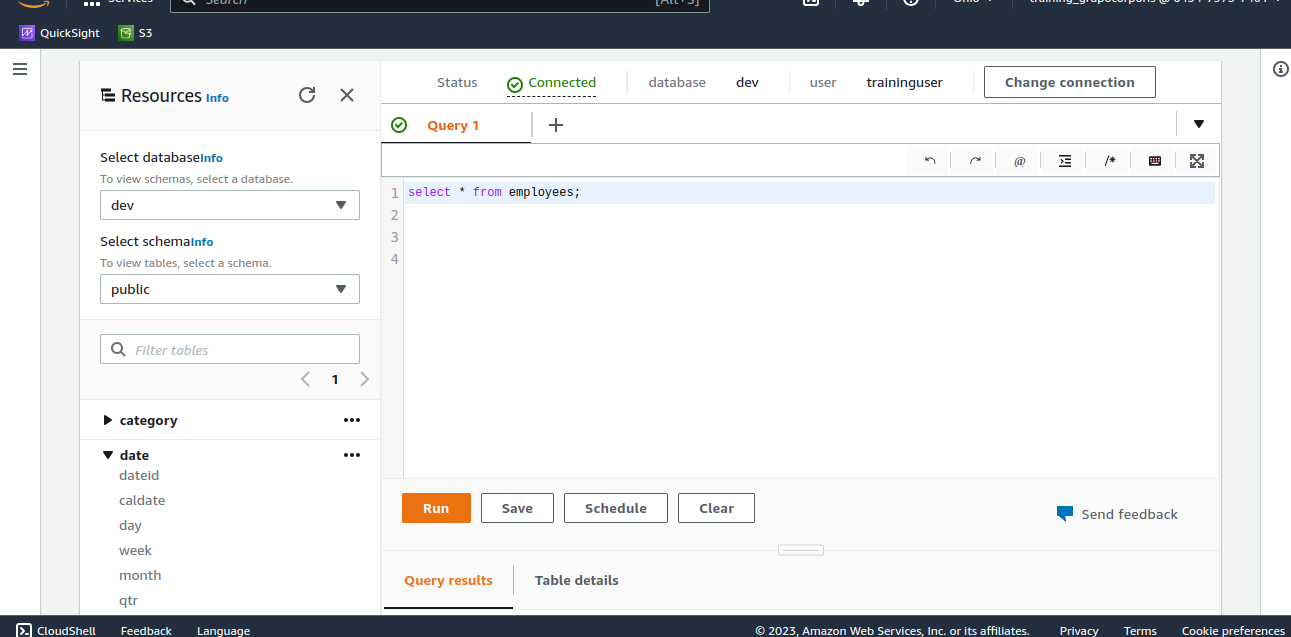 Services
Search
[Alt+S]
Ohio
QuickSight
S3
Resources Info
Select databaseInfo
To view schemas, select a database.
dev
Select schemaInfo
To view tables, select a schema.
public
Filter tables
1
category
date
dateid
caldate
day
week
month
qtr
Status
Connected
database dev
user traininguser
Change connection
Query 1
@
/*
1 select * from employees;
2
3
4
Run
Save
Schedule
Clear
Send feedback
Query results
Table details
CloudShell
Feedback
Language
© 2023, Amazon Web Services, Inc. or its affiliates.
Privacy
Terms
Cookie preferences